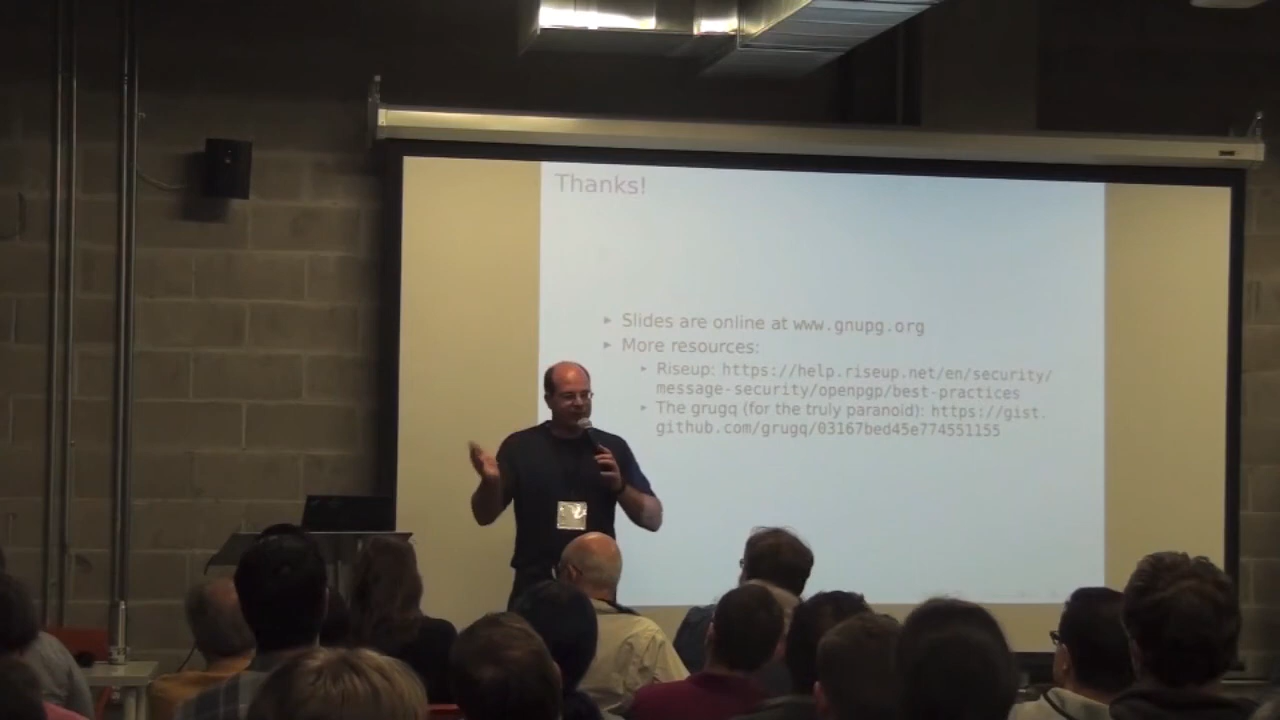 Thanks!
Slides are online at www.gnupg.org
More resources:
Riseup: https://help.riseup.net/en/security/
message-security/openpgp/best-practices
The grugq (for the truly paranoid): https://gist.
github.com/grugq/03167bed45e774551155